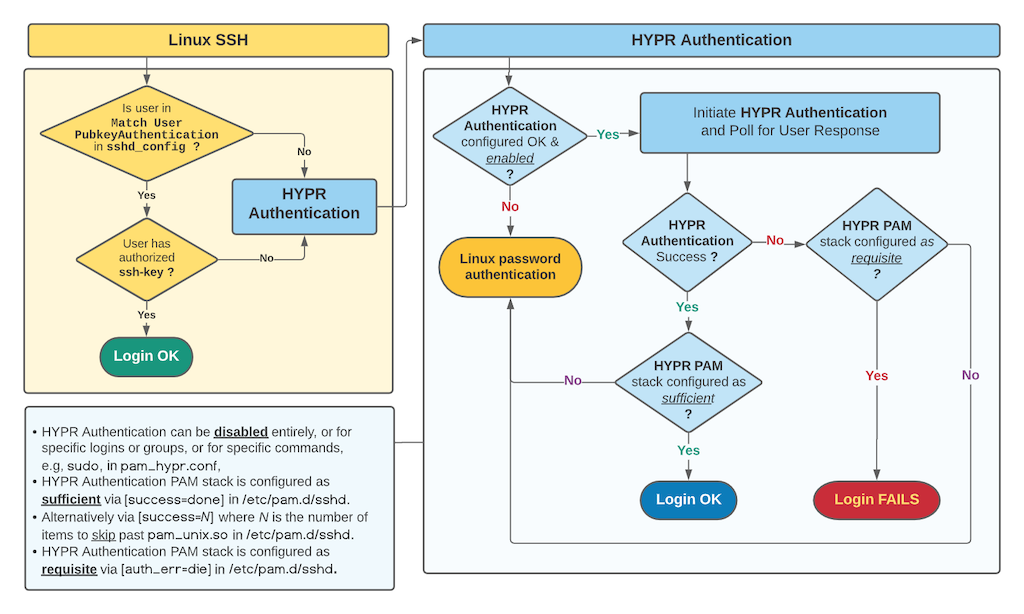 Linux SSH
Is user in
Match User
PubkeyAuthentication
in sshd_config ?
No
Yes
HYPR
Authentication
User has
authorized
ssh-key ?
No
Yes
Login OK
HYPR Authentication
HYPR
Authentication
configured OK &
enabled
?
Yes
Initiate HYPR Authentication
and Poll for User Response
No
Linux password
authentication
HYPR
Authentication
Success ?
No
HYPR PAM
stack configured as
requisite
?
Yes
HYPR PAM
stack configured as
sufficient
?
No
Yes
No
Yes
Login OK
Login FAILS
• HYPR Authentication can be disabled entirely, or for
specific logins or groups, or for specific commands,
e.g, sudo, in pam_hypr.conf,
• HYPR Authentication PAM stack is configured as
sufficient via [success=done] in /etc/pam.d/sshd.
• Alternatively via [success=N] where N is the number of
items to skip past pam_unix.so in /etc/pam.d/sshd.
• HYPR Authentication PAM stack is configured as
requisite via [auth_err=die] in /etc/pam.d/sshd.